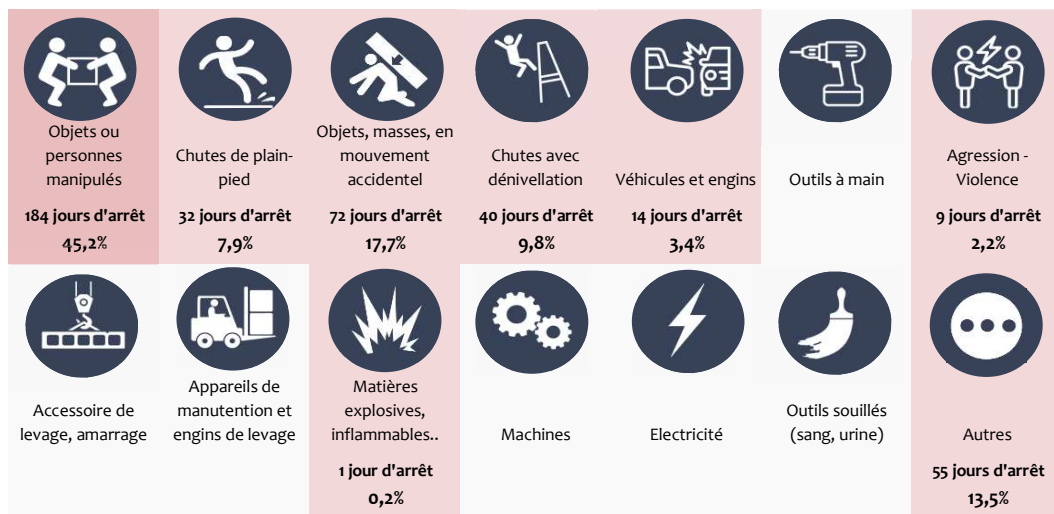 Objets ou
personnes
manipulés
184 jours d'arrêt
45,2%
Chutes de plain-
pied
32 jours d'arrêt
7,9%
Objets, masses, en
mouvement
accidentel
72 jours d'arrêt
17,7%
Chutes avec
dénivellation
40 jours d'arrêt
9,8%
Véhicules et engins
14 jours d'arrêt
3,4%
Outils à main
Agression -
Violence
9 jours d'arrêt
2,2%
Accessoire de
levage, amarrage
Appareils de
manutention et
engins de levage
Matières
explosives,
inflammables..
1 jour d'arrêt
0,2%
Machines
Electricité
Outils souillés
(sang, urine)
Autres
55 jours d'arrêt
13,5%